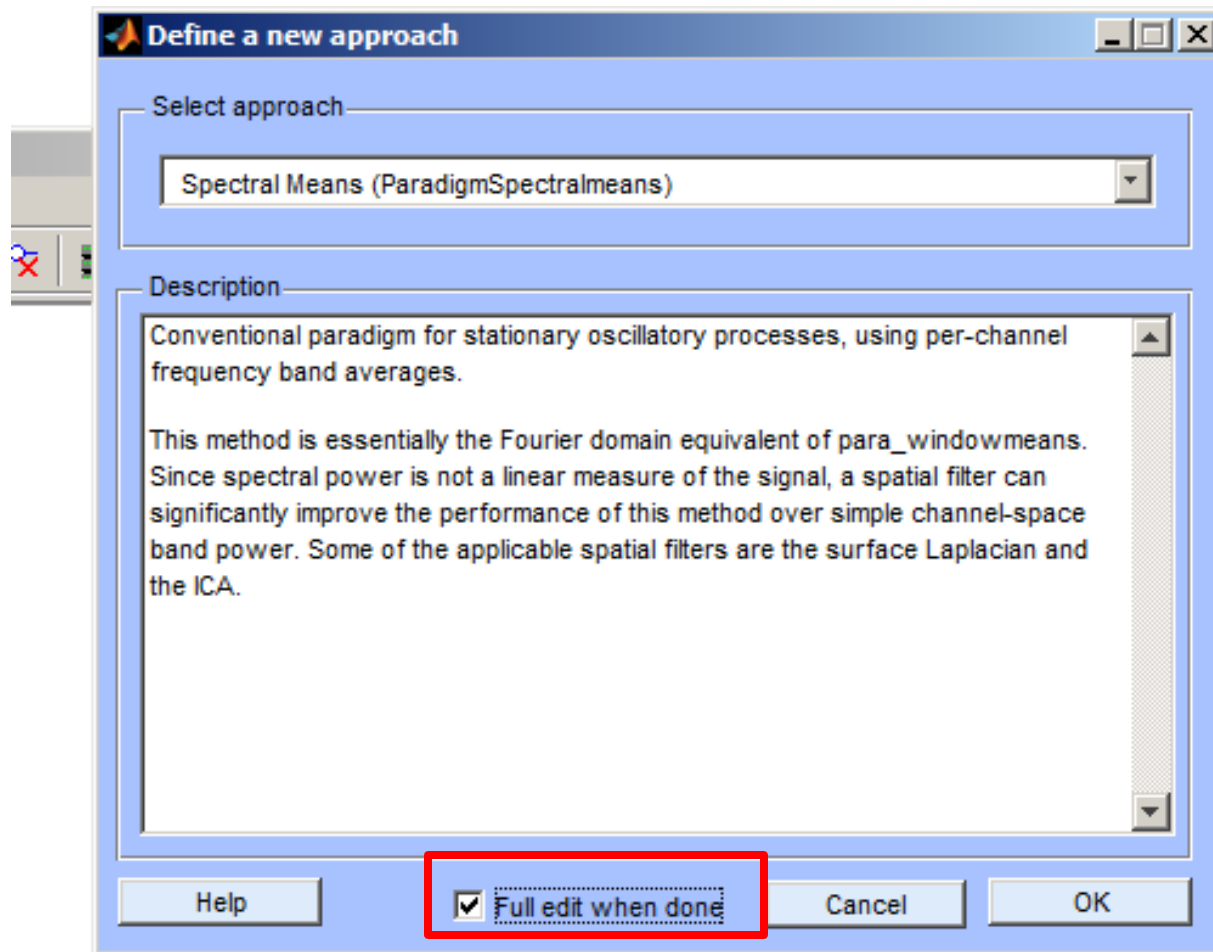 Define a new approach
Select approach
Spectral Means (ParadigmSpectralmeans)
Description
Conventional paradigm for stationary oscillatory processes, using per-channel
frequency band averages.
This method is essentially the Fourier domain equivalent of para_windowmeans.
Since spectral power is not a linear measure of the signal, a spatial filter can
significantly improve the performance of this method over simple channel-space
band power. Some of the applicable spatial filters are the surface Laplacian and
the ICA.
Help
Full edit when done
Cancel
OK